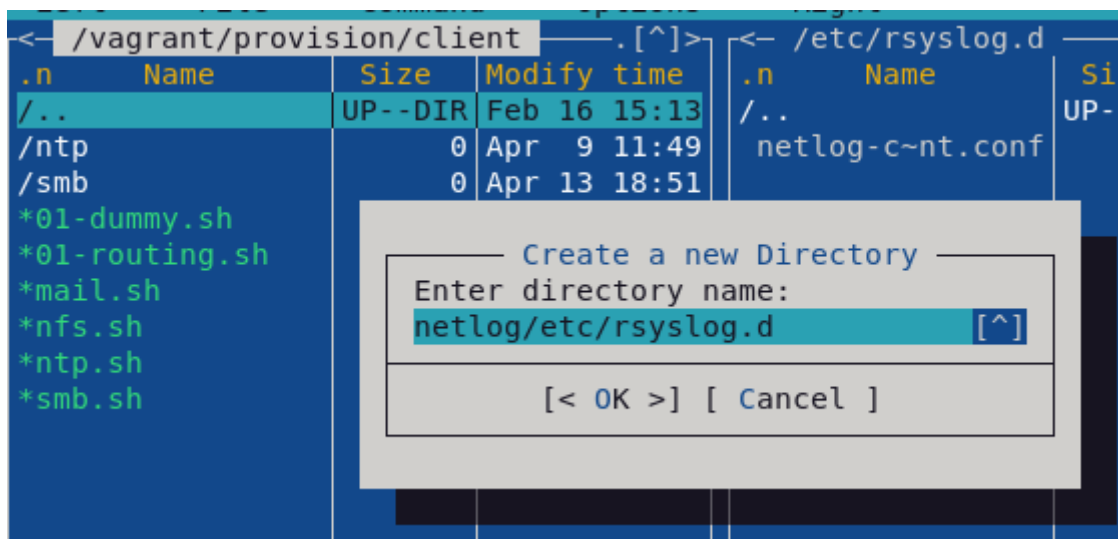 <─ /vagrant/provision/client ────.[^]>
<─ /etc/rsyslog.d ──
.n Name Size Modify time
.n Name Si
/.. UP--DIR Feb 16 15:13
/.. UP-
/ntp 0 Apr 9 11:49
netlog-c~nt.conf
/smb 0 Apr 13 18:51
*01-dummy.sh
*01-routing.sh
*mail.sh
*nfs.sh
*ntp.sh
*smb.sh
Create a new Directory
Enter directory name:
netlog/etc/rsyslog.d [^]
[< OK >] [ Cancel ]